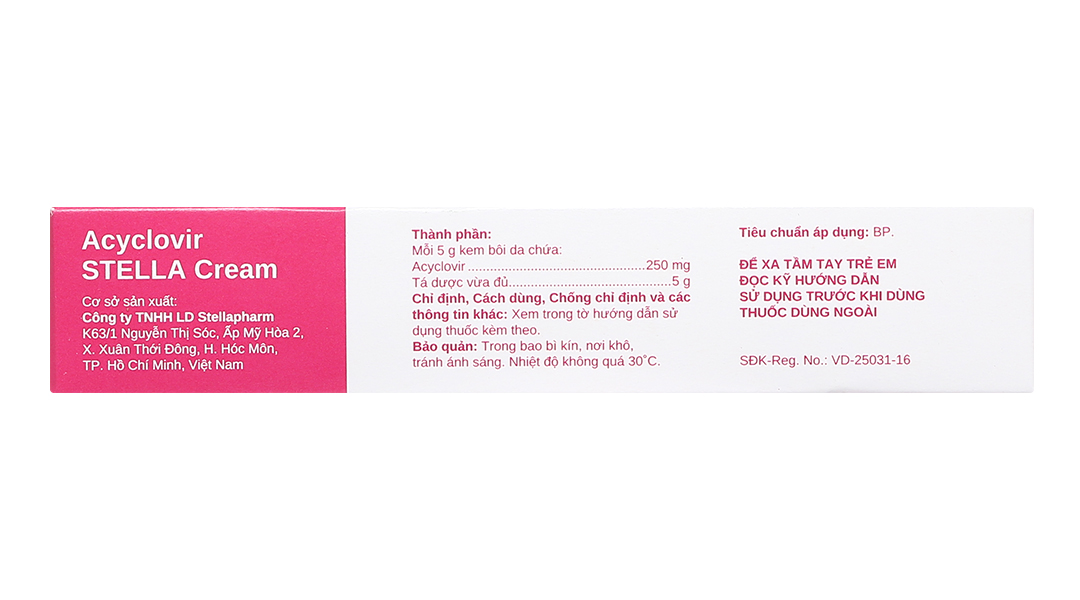 Acyclovir
STELLA Cream
Cơ sở sản xuất:
Công ty TNHH LD Stellapharm
K63/1 Nguyễn Thị Sóc, Ấp Mỹ Hòa 2,
X. Xuân Thới Đông, H. Hóc Môn,
TP. Hồ Chí Minh, Việt Nam
Thành phần:
Mỗi 5 g kem bôi da chứa:
Acyclovir...............................................250 mg
Tá dược vừa đủ...........................................5 g
Chỉ định, Cách dùng, Chống chỉ định và các
thông tin khác: Xem trong tờ hướng dẫn sử
dụng thuốc kèm theo.
Bảo quản: Trong bao bì kín, nơi khô,
tránh ánh sáng. Nhiệt độ không quá 30˚C.
Tiêu chuẩn áp dụng: BP.
ĐỂ XA TẦM TAY TRẺ EM
ĐỌC KỸ HƯỚNG DẪN
SỬ DỤNG TRƯỚC KHI DÙNG
THUỐC DÙNG NGOÀI
SĐK-Reg. No.: VD-25031-16